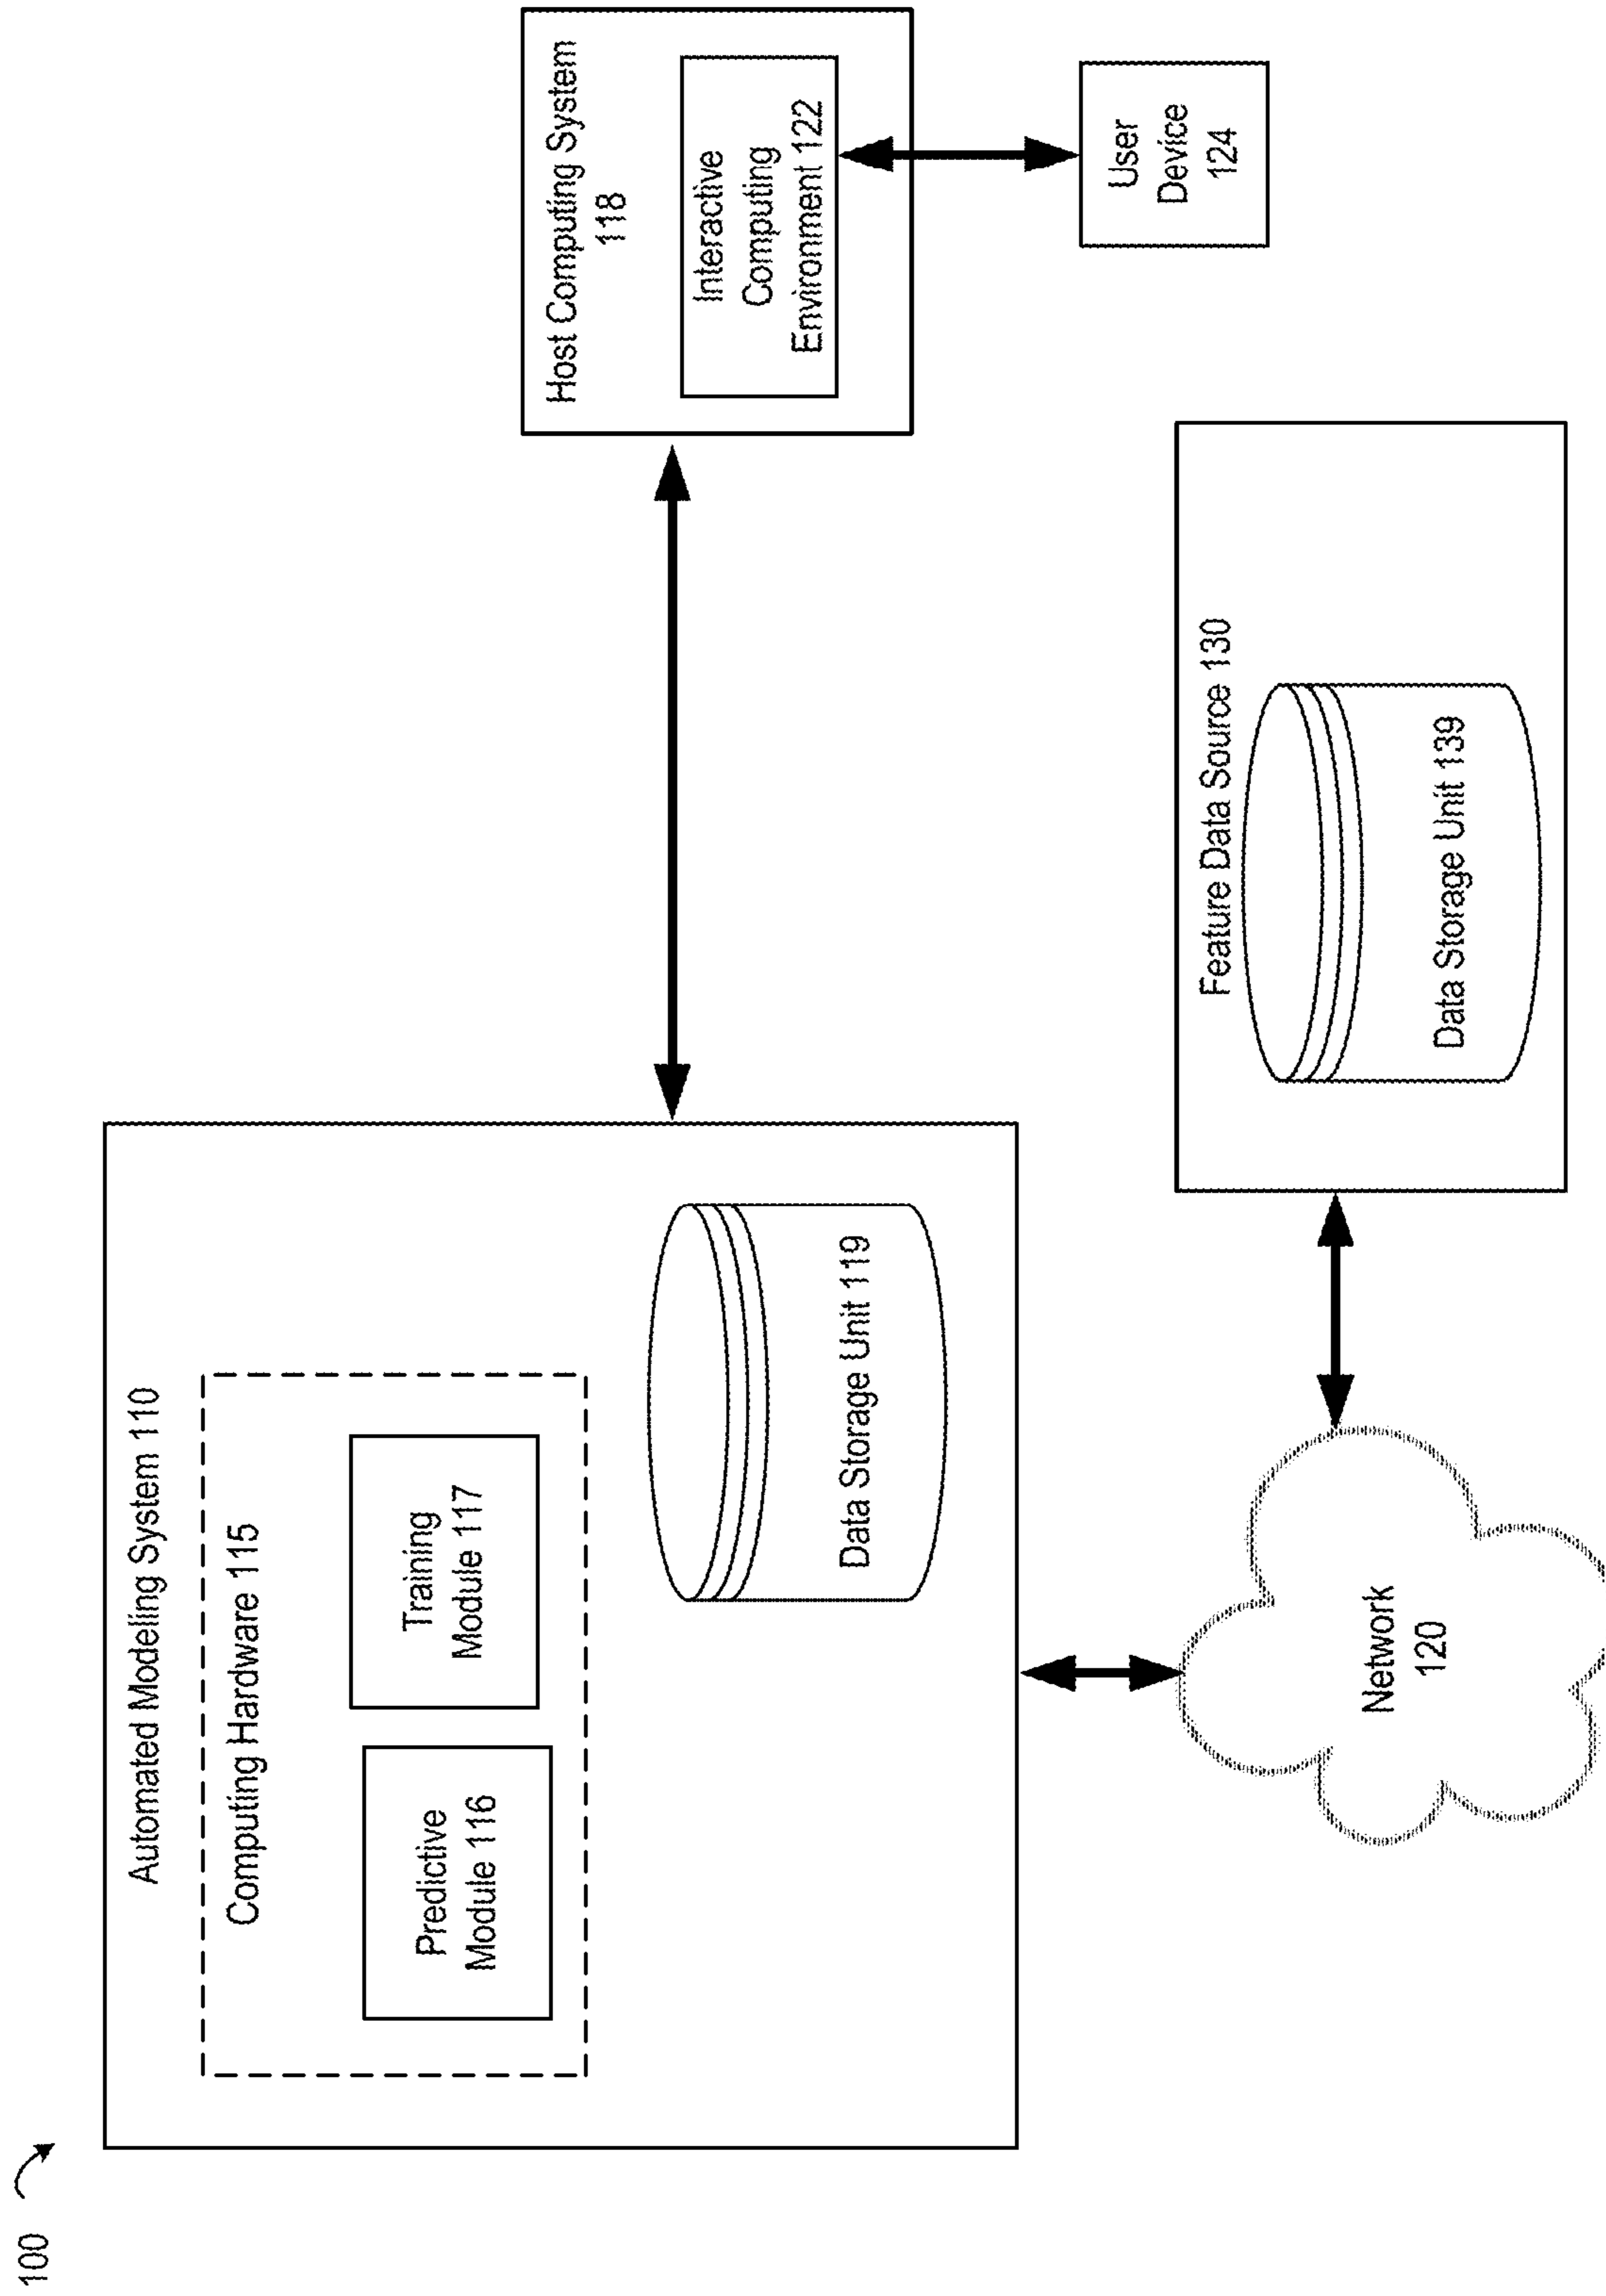 100
Automated Modeling System 110
Computing Hardware 115
Predictive
Module 116
Training
Module 117
Data Storage Unit 119
Host Computing System
118
Interactive
Computing
Environment 122
User
Device
124
Network
120
Feature Data Source 130
Data Storage Unit 139